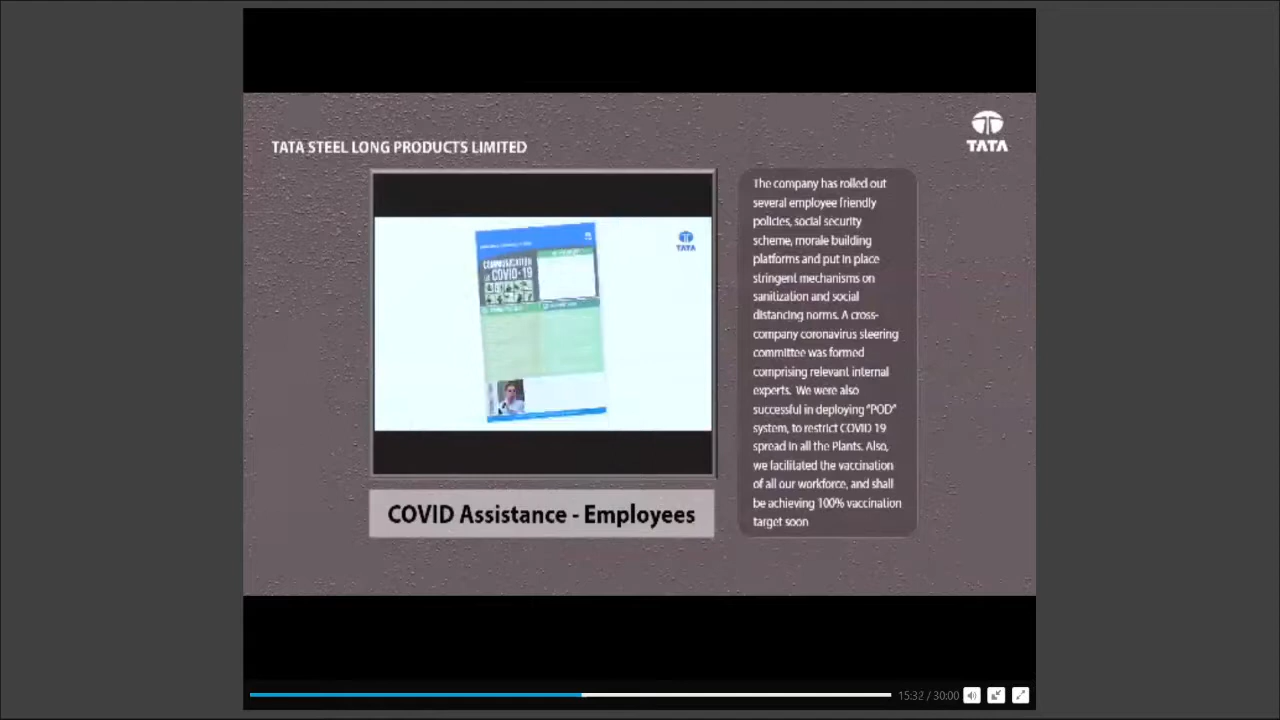 TATA
TATA STEEL LONG PRODUCTS LIMITED
TATA
COMMUNICATION
COVID-19
COVID Assistance - Employees
The company has rolled out
several employee friendly
policies, social security
scheme, morale building
platforms and put in place
stringent mechanisms on
sanitization and social
distancing norms. A cross-
company coronavirus steering
committee was formed
comprising relevant internal
experts. We were also
successful in deploying "POD"
system, to restrict COVID 19
spread in all the Plants. Also,
we facilitated the vaccination
of all our workforce, and shall
be achieving 100% vaccination
target soon
15:32 / 30:00